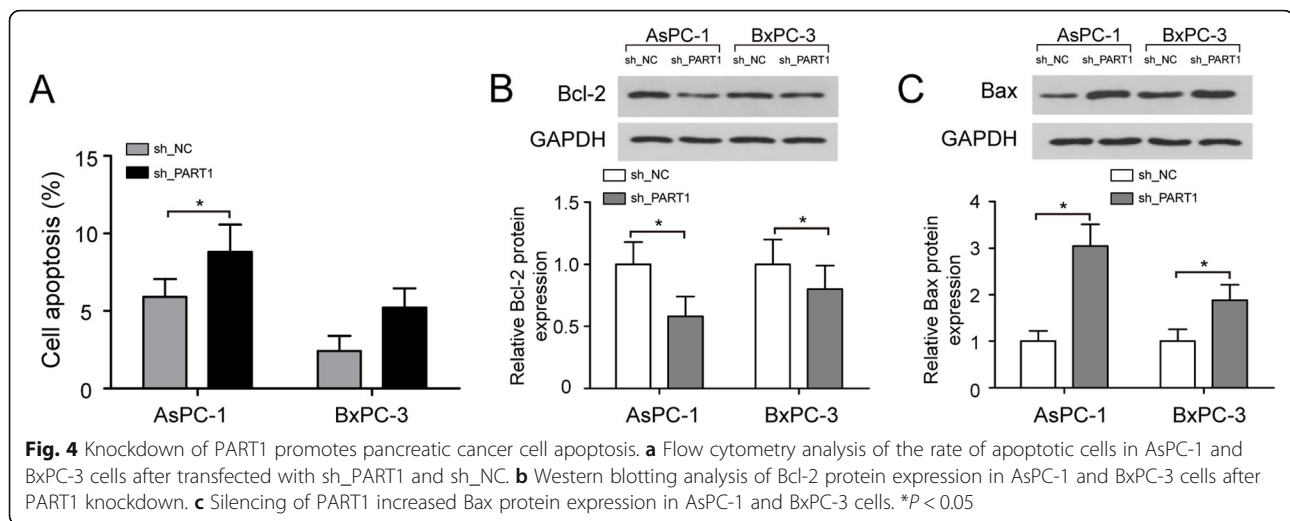 A
sh_NC
sh_PART1
Cell apoptosis (%)
15
10
5
0
*
AsPC-1 BxPC-3
B
AsPC-1 BxPC-3
sh_NC sh_PART1 sh_NC sh_PART1
Bcl-2
GAPDH
sh_NC
sh_PART1
Relative Bcl-2 protein
expression
1.5
1.0
0.5
0
* *
AsPC-1 BxPC-3
C
AsPC-1 BxPC-3
sh_NC sh_PART1 sh_NC sh_PART1
Bax
GAPDH
sh_NC
sh_PART1
Relative Bax protein
expression
4
3
2
1
0
* *
AsPC-1 BxPC-3
Fig. 4 Knockdown of PART1 promotes pancreatic cancer cell apoptosis. a Flow cytometry analysis of the rate of apoptotic cells in AsPC-1 and
BxPC-3 cells after transfected with sh_PART1 and sh_NC. b Western blotting analysis of Bcl-2 protein expression in AsPC-1 and BxPC-3 cells after
PART1 knockdown. c Silencing of PART1 increased Bax protein expression in AsPC-1 and BxPC-3 cells. *P < 0.05